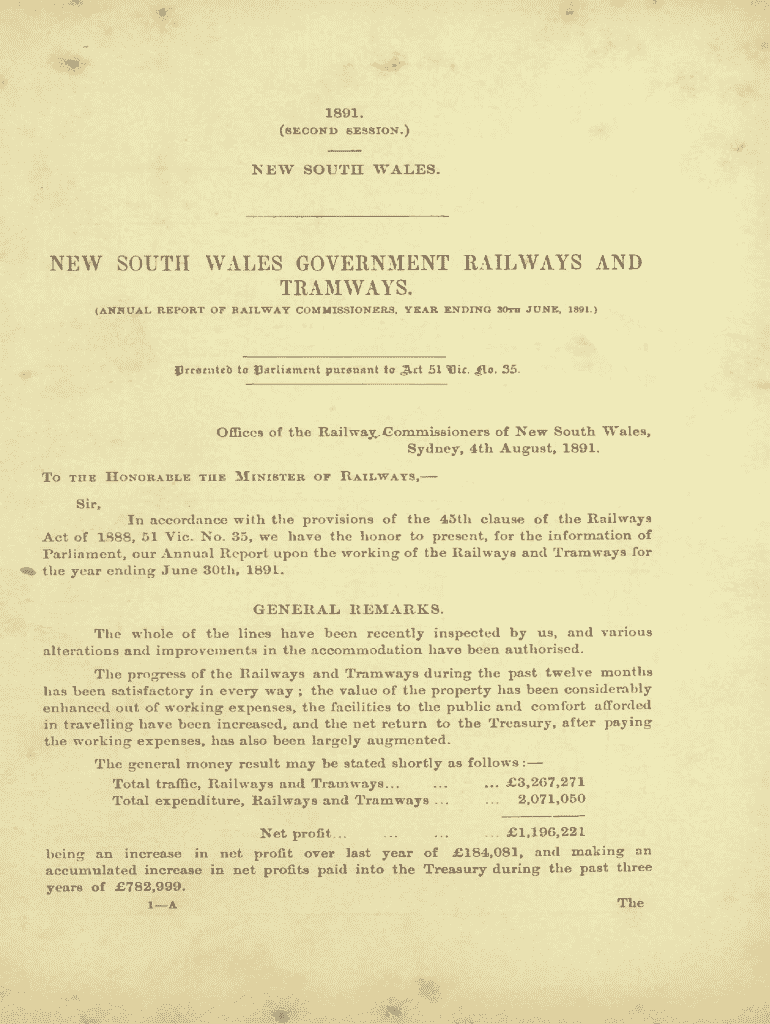 1891.
(SECOND SESSION.)
NEW SOUTH WALES.
NEW SOUTH WALES GOVERNMENT RAILWAYS AND
TRAMWAYS.
(ANNUAL REPORT OF RAILWAY COMMISSIONERS, YEAR ENDING 30TH JUNE, 1891.)
Presented to Parliament pursuant to Act 51 Vic. No. 35.
Offices of the Railway Commissioners of New South Wales,
Sydney, 4th August, 1891.
TO THE HONORABLE THE MINISTER OF RAILWAYS,—
Sir,
In accordance with the provisions of the 45th clause of the Railways
Act of 1888, 51 Vic. No. 35, we have the honor to present, for the information of
Parliament, our Annual Report upon the working of the Railways and Tramways for
the year ending June 30th, 1891.
GENERAL REMARKS.
The whole of the lines have been recently inspected by us, and various
alterations and improvements in the accommodation have been authorised.
The progress of the Railways and Tramways during the past twelve months
has been satisfactory in every way ; the value of the property has been considerably
enhanced out of working expenses, the facilities to the public and comfort afforded
in travelling have been increased, and the net return to the Treasury, after paying
the working expenses, has also been largely augmented.
The general money result may be stated shortly as follows :—
Total traffic, Railways and Tramways... ... ... £3,267,271
Total expenditure, Railways and Tramways ... ... 2,071,050
Net profit ... ... ... ... £1,196,221
being an increase in net profit over last year of £184,081, and making an
accumulated increase in net profits paid into the Treasury during the past three
years of £782,999.
1—A The